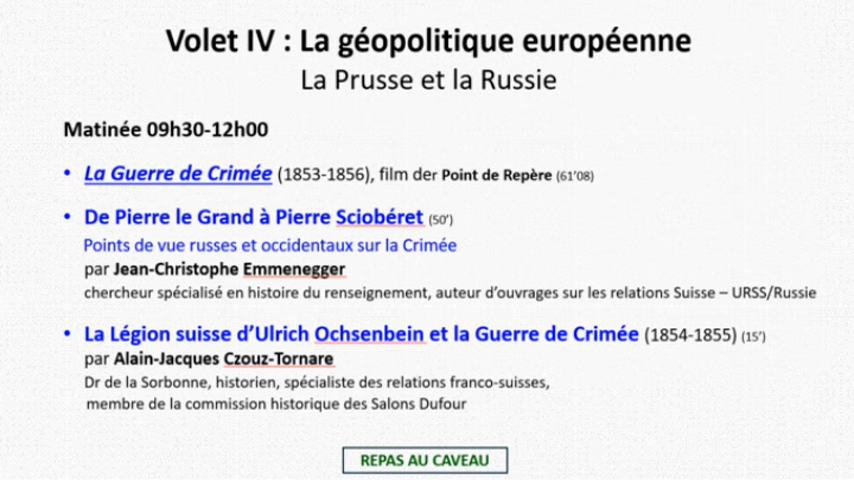 Volet IV : La géopolitique européenne
La Prusse et la Russie
Matinée 09h30-12h00
• La Guerre de Crimée (1853-1856), film der Point de Repère (61’08)
• De Pierre le Grand à Pierre Sciobéret (50’)
Points de vue russes et occidentaux sur la Crimée
par Jean-Christophe Emmenegger
chercheur spécialisé en histoire du renseignement, auteur d’ouvrages sur les relations Suisse – URSS/Russie
• La Légion suisse d’Ulrich Ochsenbein et la Guerre de Crimée (1854-1855) (15’)
par Alain-Jacques Czouz-Tornare
Dr de la Sorbonne, historien, spécialiste des relations franco-suisses,
membre de la commission historique des Salons Dufour
REPAS AU CAVEAU